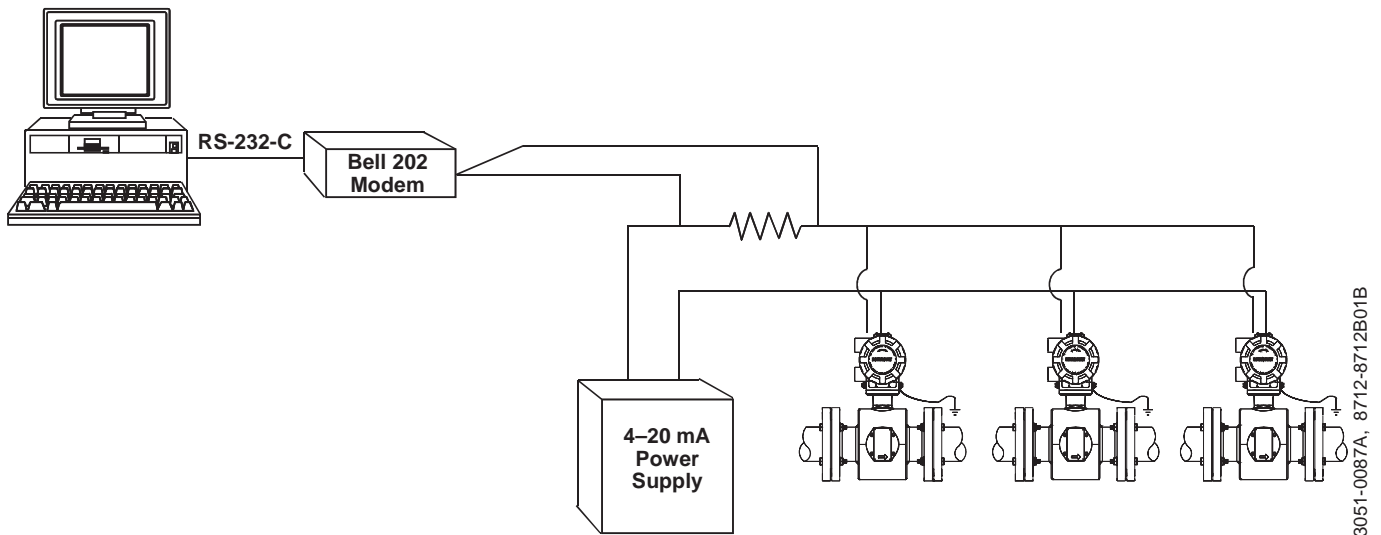 RS-232-C
Bell 202
Modem
4–20 mA
Power
Supply
3051-0087A, 8712-8712B01B